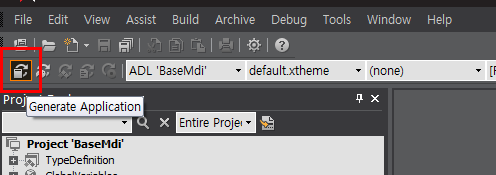 File Edit View Assist Build Archive Debug Theme Tools Window
ADL 'BaseMdi' default.xtheme (none)
Generate Application
Entire Proje
Project 'BaseMdi'
TypeDefinition